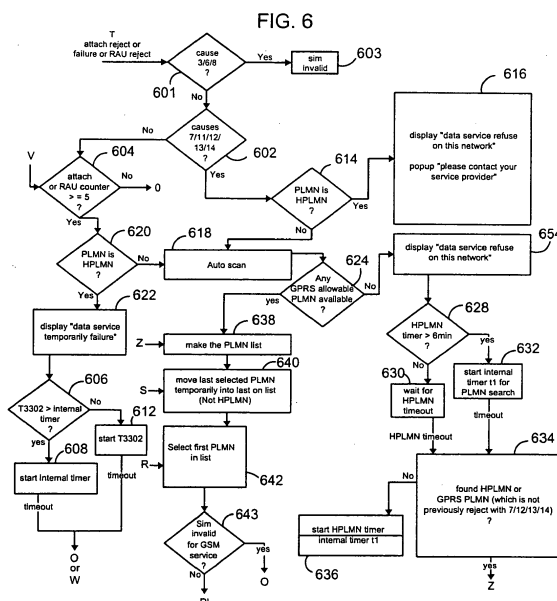 FIG. 6
T
attach reject or
failure or RAU reject
cause
3/6/8
?
601
Yes
sim
invalid
603
No
causes
7/11/12/
13/14
?
602
No
Yes
616
display "data service refuse
on this network"
popup "please contact your
service provider"
V
604
attach
or RAU counter
> = 5
?
No
0
Yes
614
PLMN is
HPLMN
?
Yes
No
620
PLMN is
HPLMN
?
No
Yes
618
Auto scan
624
Any
GPRS allowable
PLMN available
?
No
yes
654
display "data service refuse
on this network"
622
display "data service
temporarily failure"
638
Z
make the PLMN list
628
HPLMN
timer > 6min
?
yes
No
640
S
move last selected PLMN
temporarily into last on list
(Not HPLMN)
630
wait for
HPLMN
timeout
HPLMN timeout
632
start internal
timer t1 for
PLMN search
timeout
606
T3302 > internal
timer
?
No
yes
612
start T3302
timeout
608
start Internal timer
timeout
O
or
W
R
Select first PLMN
in list
642
634
found HPLMN or
GPRS PLMN (which is not
previously reject with 7/12/13/14)
?
No
yes
Z
start HPLMN timer
internal timer t1
636
643
Sim
invalid
for GSM
service
?
yes
O
No